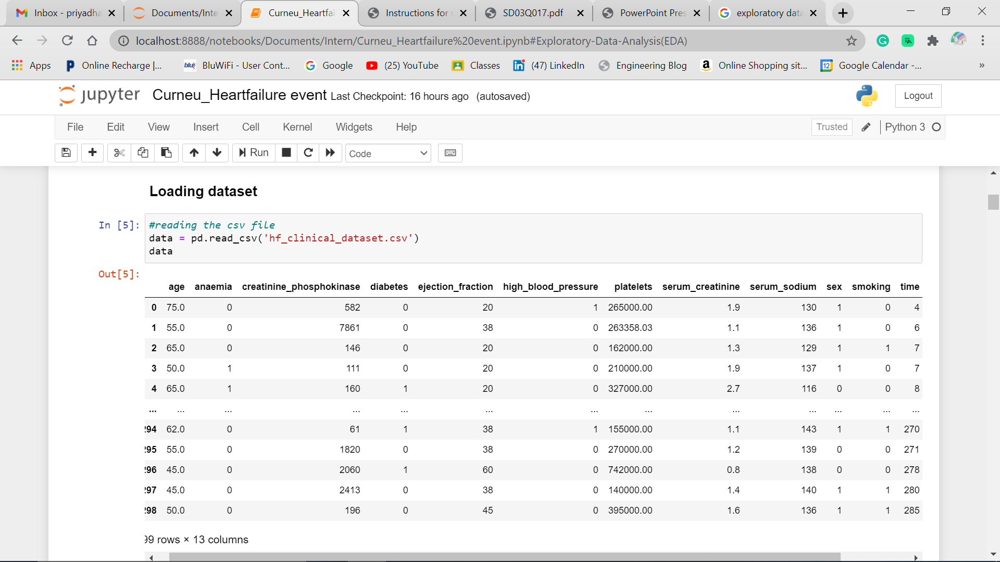 Inbox - priyadha
Documents/Inte
Curneu_Heartfai
Instructions for s
SD03Q017.pdf
PowerPoint Pres
exploratory data
localhost:8888/notebooks/Documents/Intern/Curneu_Heartfailure%20event.ipynb#Exploratory-Data-Analysis(EDA)
Apps
Online Recharge |...
blu
BluWiFi - User Cont...
Google
(25) YouTube
Classes
(47) LinkedIn
Engineering Blog
Online Shopping sit...
12
Google Calendar -...
»
jupyter Curneu_Heartfailure event Last Checkpoint: 16 hours ago (autosaved)
Logout
File Edit View Insert Cell Kernel Widgets Help
Trusted
Python 3
Run
Code
Loading dataset
In [5]: #reading the csv file
data = pd.read_csv('hf_clinical_dataset.csv')
data
Out[5]:
age anaemia creatinine_phosphokinase diabetes ejection_fraction high_blood_pressure platelets serum_creatinine serum_sodium sex smoking time
0 75.0 0 582 0 20 1 265000.00 1.9 130 1 0 4
1 55.0 0 7861 0 38 0 263358.03 1.1 136 1 0 6
2 65.0 0 146 0 20 0 162000.00 1.3 129 1 1 7
3 50.0 1 111 0 20 0 210000.00 1.9 137 1 0 7
4 65.0 1 160 1 20 0 327000.00 2.7 116 0 0 8
... ... ... ... ... ... ... ... ... ... ... ... ...
294 62.0 0 61 1 38 1 155000.00 1.1 143 1 1 270
295 55.0 0 1820 0 38 0 270000.00 1.2 139 0 0 271
296 45.0 0 2060 1 60 0 742000.00 0.8 138 0 0 278
297 45.0 0 2413 0 38 0 140000.00 1.4 140 1 1 280
298 50.0 0 196 0 45 0 395000.00 1.6 136 1 1 285
99 rows × 13 columns